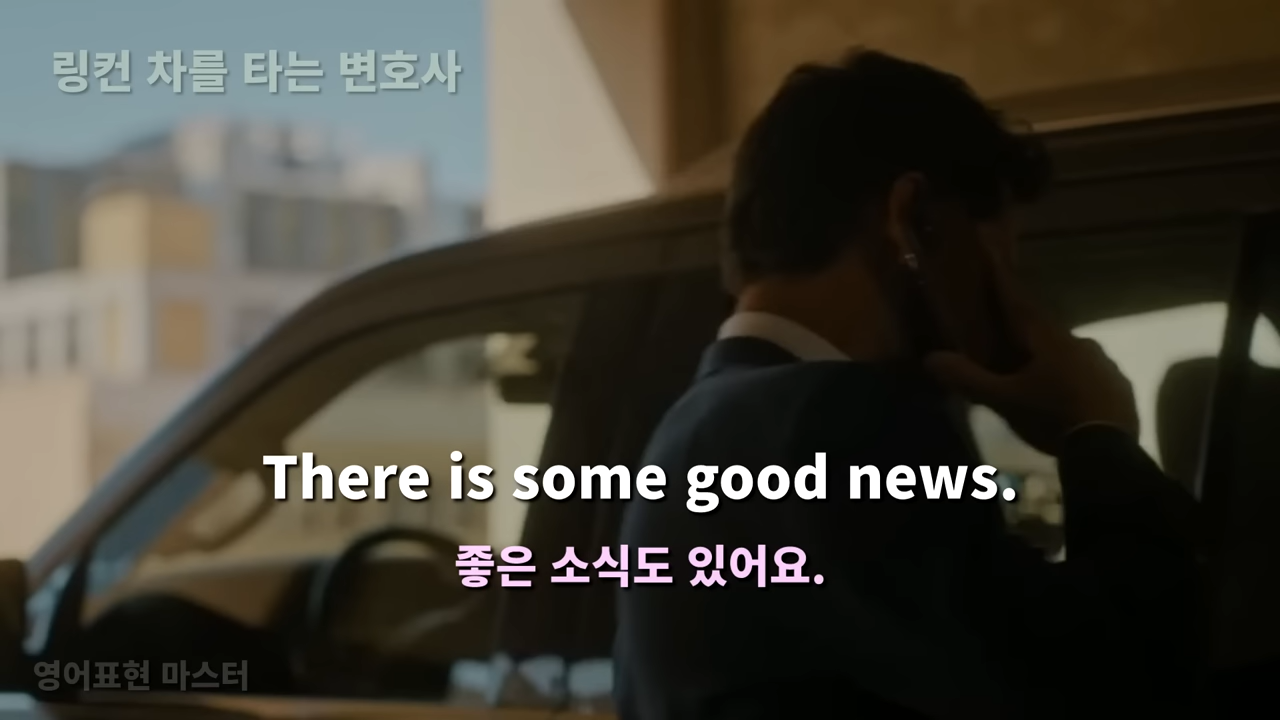 링컨 차를 타는 변호사
There is some good news.
좋은 소식도 있어요.
영어표현 마스터